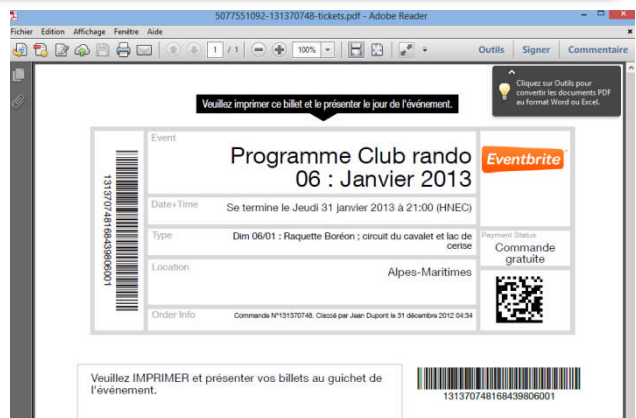 5077551092-131370748-tickets.pdf - Adobe Reader
Fichier Edition Affichage Fenêtre Aide
1 / 1 100% Outils Signer Commentaire
Cliquez sur Outils pour
convertir les documents PDF
au format Word ou Excel.
Veuillez imprimer ce billet et le présenter le jour de l'événement.
131370748168439806001
Event
Programme Club rando
06 : Janvier 2013
Eventbrite
Date+Time
Se termine le Jeudi 31 janvier 2013 à 21:00 (HNEC)
Type
Dim 06/01 : Raquette Boréon ; circuit du cavalet et lac de
cerise
Payment Status
Commande
gratuite
Location
Alpes-Maritimes
Order Info
Commande N°131370748. Classé par Jean Dupont le 31 décembre 2012 04:34
Veuillez IMPRIMER et présenter vos billets au guichet de
l'événement.
131370748168439806001